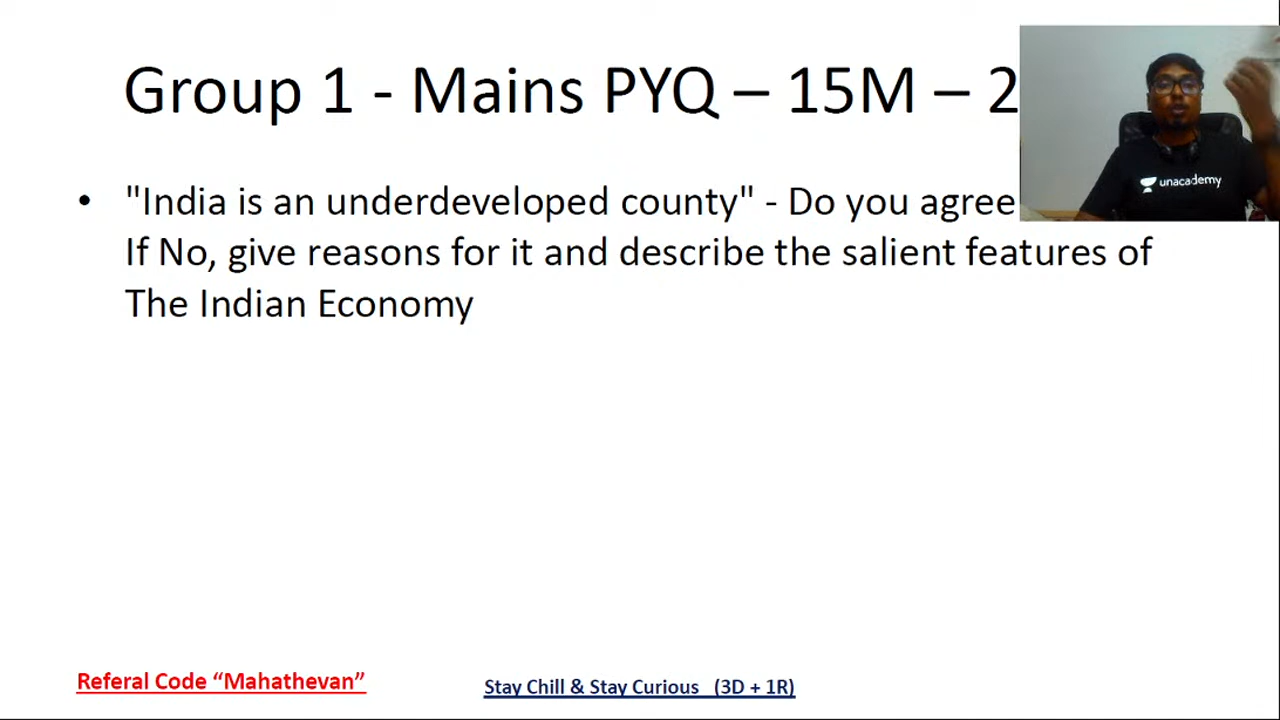 Group 1 - Mains PYQ – 15M – 2
• "India is an underdeveloped county" - Do you agree
If No, give reasons for it and describe the salient features of
The Indian Economy
unacademy
Referal Code “Mahathevan”
Stay Chill & Stay Curious (3D + 1R)